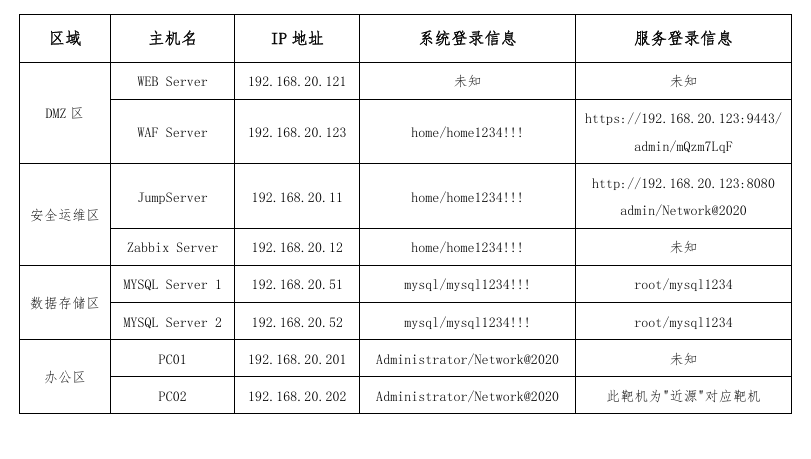 区域 主机名 IP 地址 系统登录信息 服务登录信息
DMZ 区
WEB Server 192.168.20.121 未知 未知
WAF Server 192.168.20.123 home/home1234!!! https://192.168.20.123:9443/
admin/mQzm7LqF
安全运维区
JumpServer 192.168.20.11 home/home1234!!! http://192.168.20.123:8080
admin/Network@2020
Zabbix Server 192.168.20.12 home/home1234!!! 未知
数据存储区
MYSQL Server 1 192.168.20.51 mysql/mysql1234!!! root/mysql1234
MYSQL Server 2 192.168.20.52 mysql/mysql1234!!! root/mysql1234
办公区
PC01 192.168.20.201 Administrator/Network@2020 未知
PC02 192.168.20.202 Administrator/Network@2020 此靶机为"近源"对应靶机